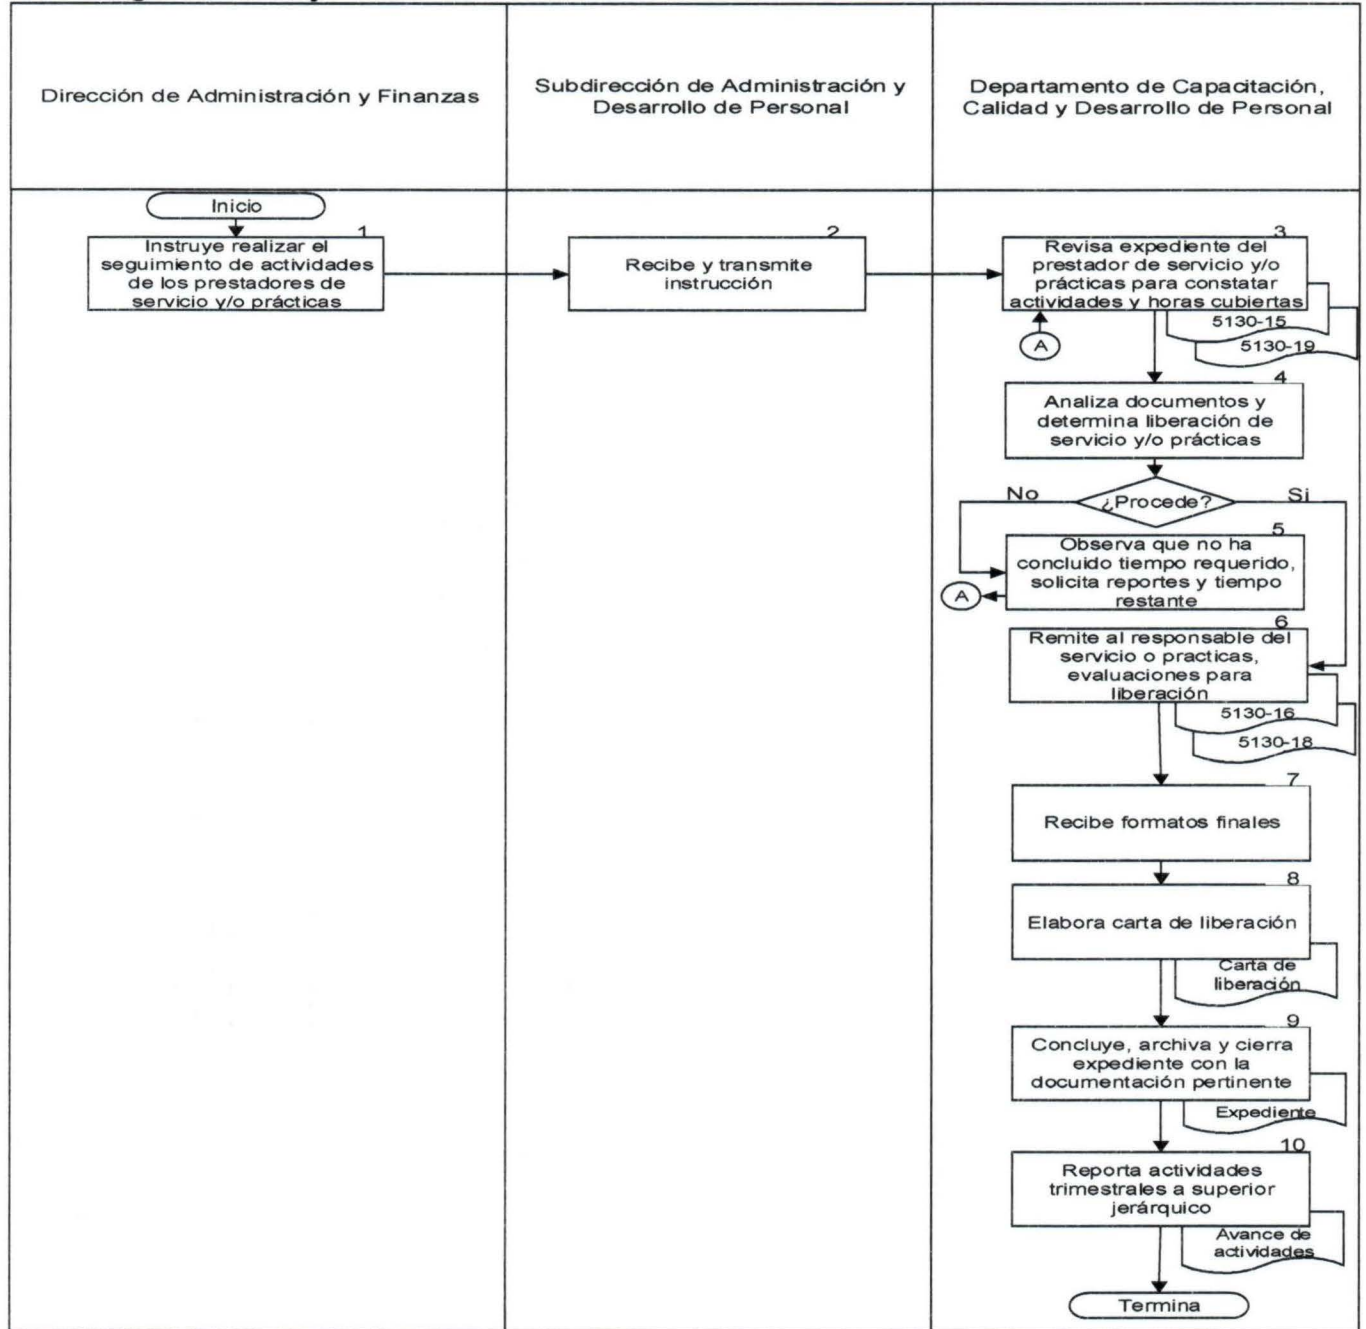 Dirección de Administración y Finanzas
Subdirección de Administración y
Desarrollo de Personal
Departamento de Capacitación,
Calidad y Desarrollo de Personal
Inicio
1
Instruye realizar el
seguimiento de actividades
de los prestadores de
servicio y/o prácticas
2
Recibe y transmite
instrucción
3
Revisa expediente del
prestador de servicio y/o
prácticas para constatar
actividades y horas cubiertas
5130-15
5130-19
A
4
Analiza documentos y
determina liberación de
servicio y/o prácticas
No
¿Procede?
Si
5
Observa que no ha
concluido tiempo requerido,
solicita reportes y tiempo
restante
A
6
Remite al responsable del
servicio o practicas,
evaluaciones para
liberación
5130-16
5130-18
7
Recibe formatos finales
8
Elabora carta de liberación
Carta de
liberación
9
Concluye, archiva y cierra
expediente con la
documentación pertinente
Expediente
10
Reporta actividades
trimestrales a superior
jerárquico
Avance de
actividades
Termina